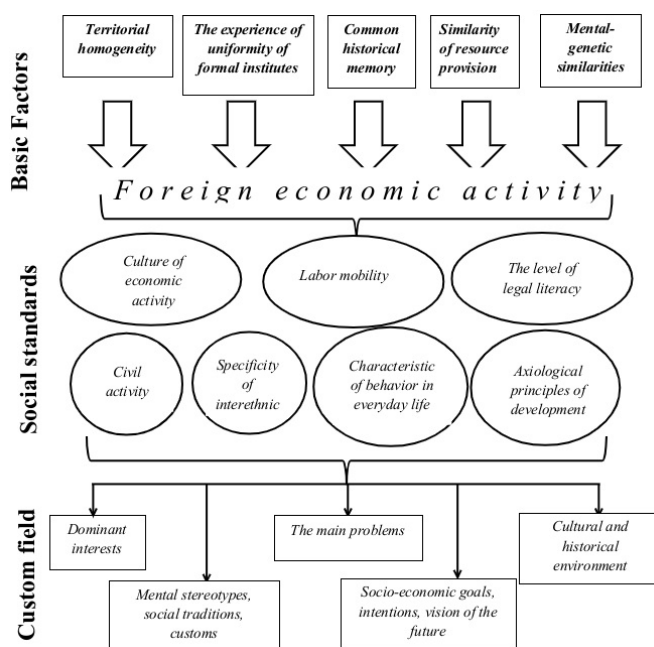 Basic Factors
Territorial
homogeneity
The experience of
uniformity of
formal institutes
Common
historical
memory
Similarity
of resource
provision
Mental-
genetic
similarities
Foreign economic activity
Social standards
Culture of
economic
activity
Labor mobility
The level of
legal literacy
Civil
activity
Specificity
of
interethnic
Characteristic
of behavior in
everyday life
Axiological
principles of
development
Custom field
Dominant
interests
The main problems
Cultural and
historical
environment
Mental stereotypes,
social traditions,
customs
Socio-economic goals,
intentions, vision of the
future